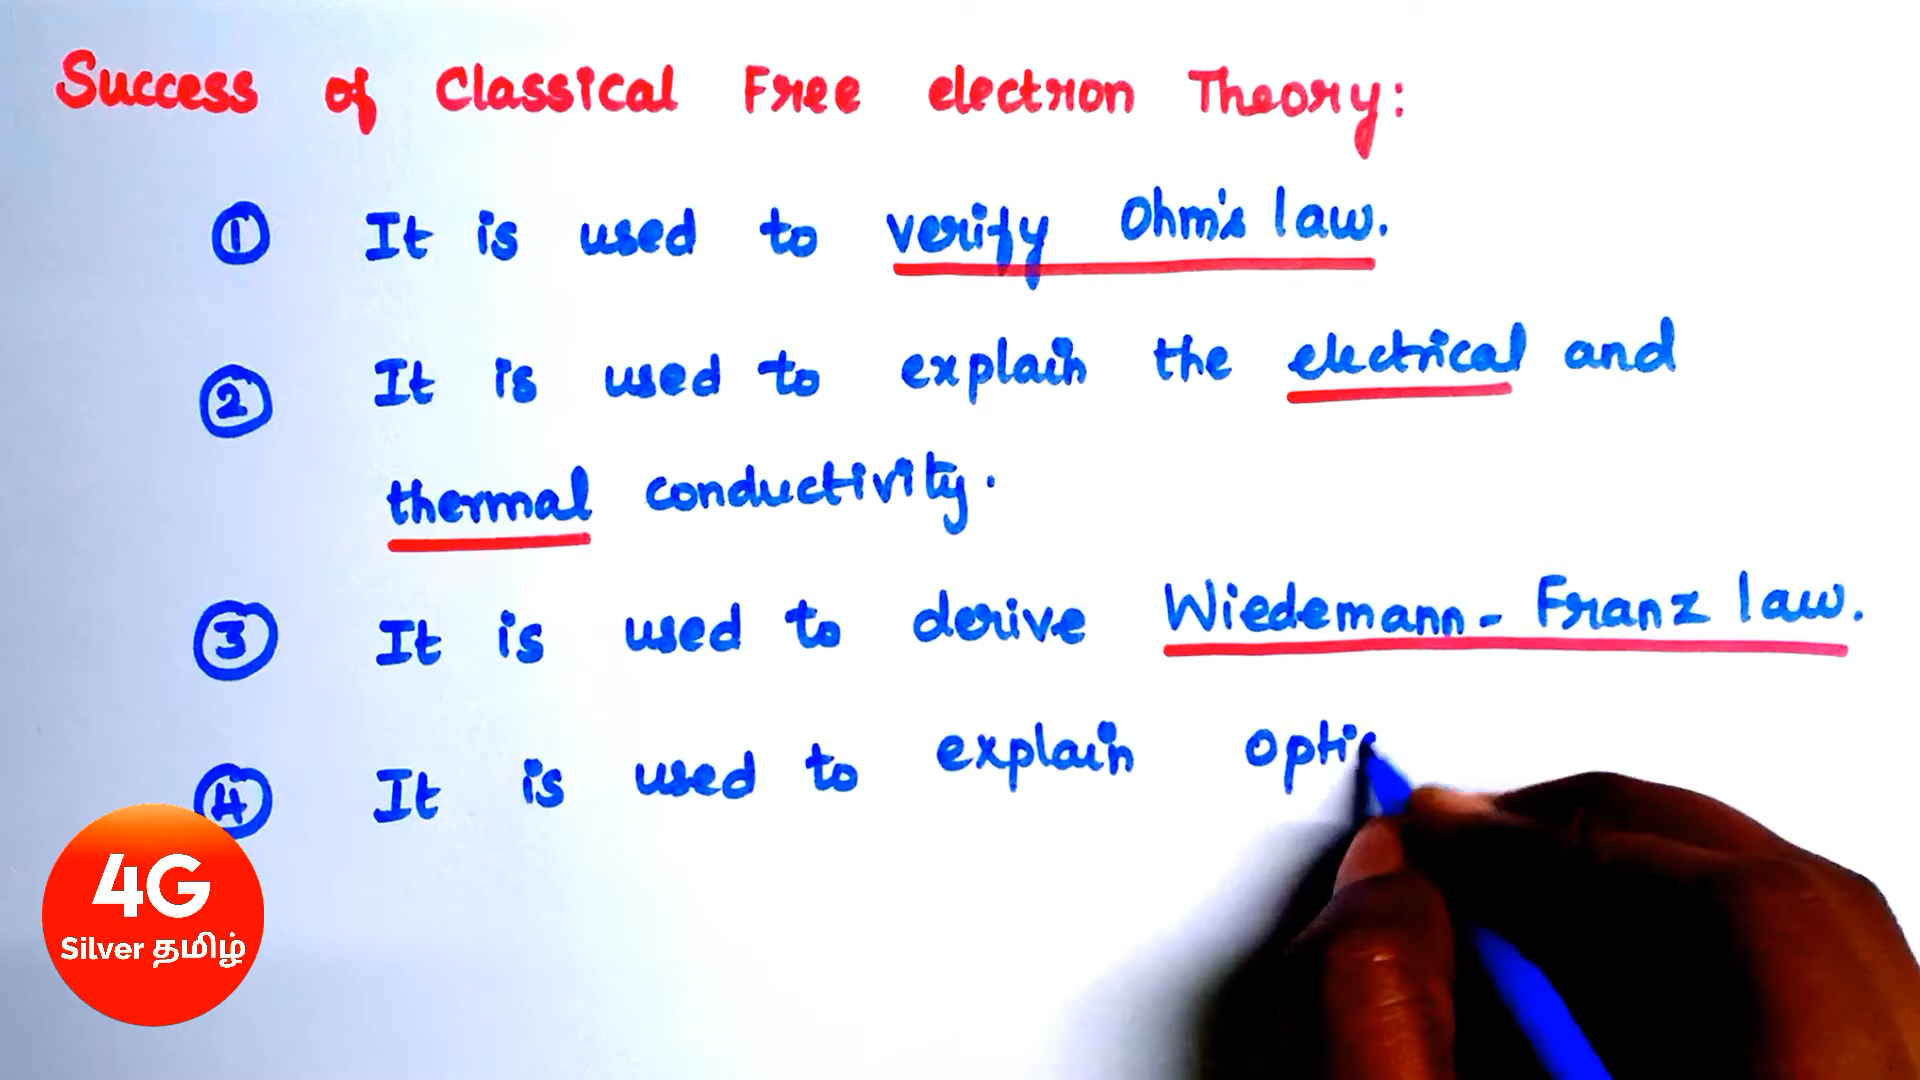 Success of Classical Free electron Theory:
① It is used to verify Ohm's law.
② It is used to explain the electrical and
thermal conductivity.
③ It is used to derive Wiedemann - Franz law.
④ It is used to explain opti
4G
Silver தமிழ்